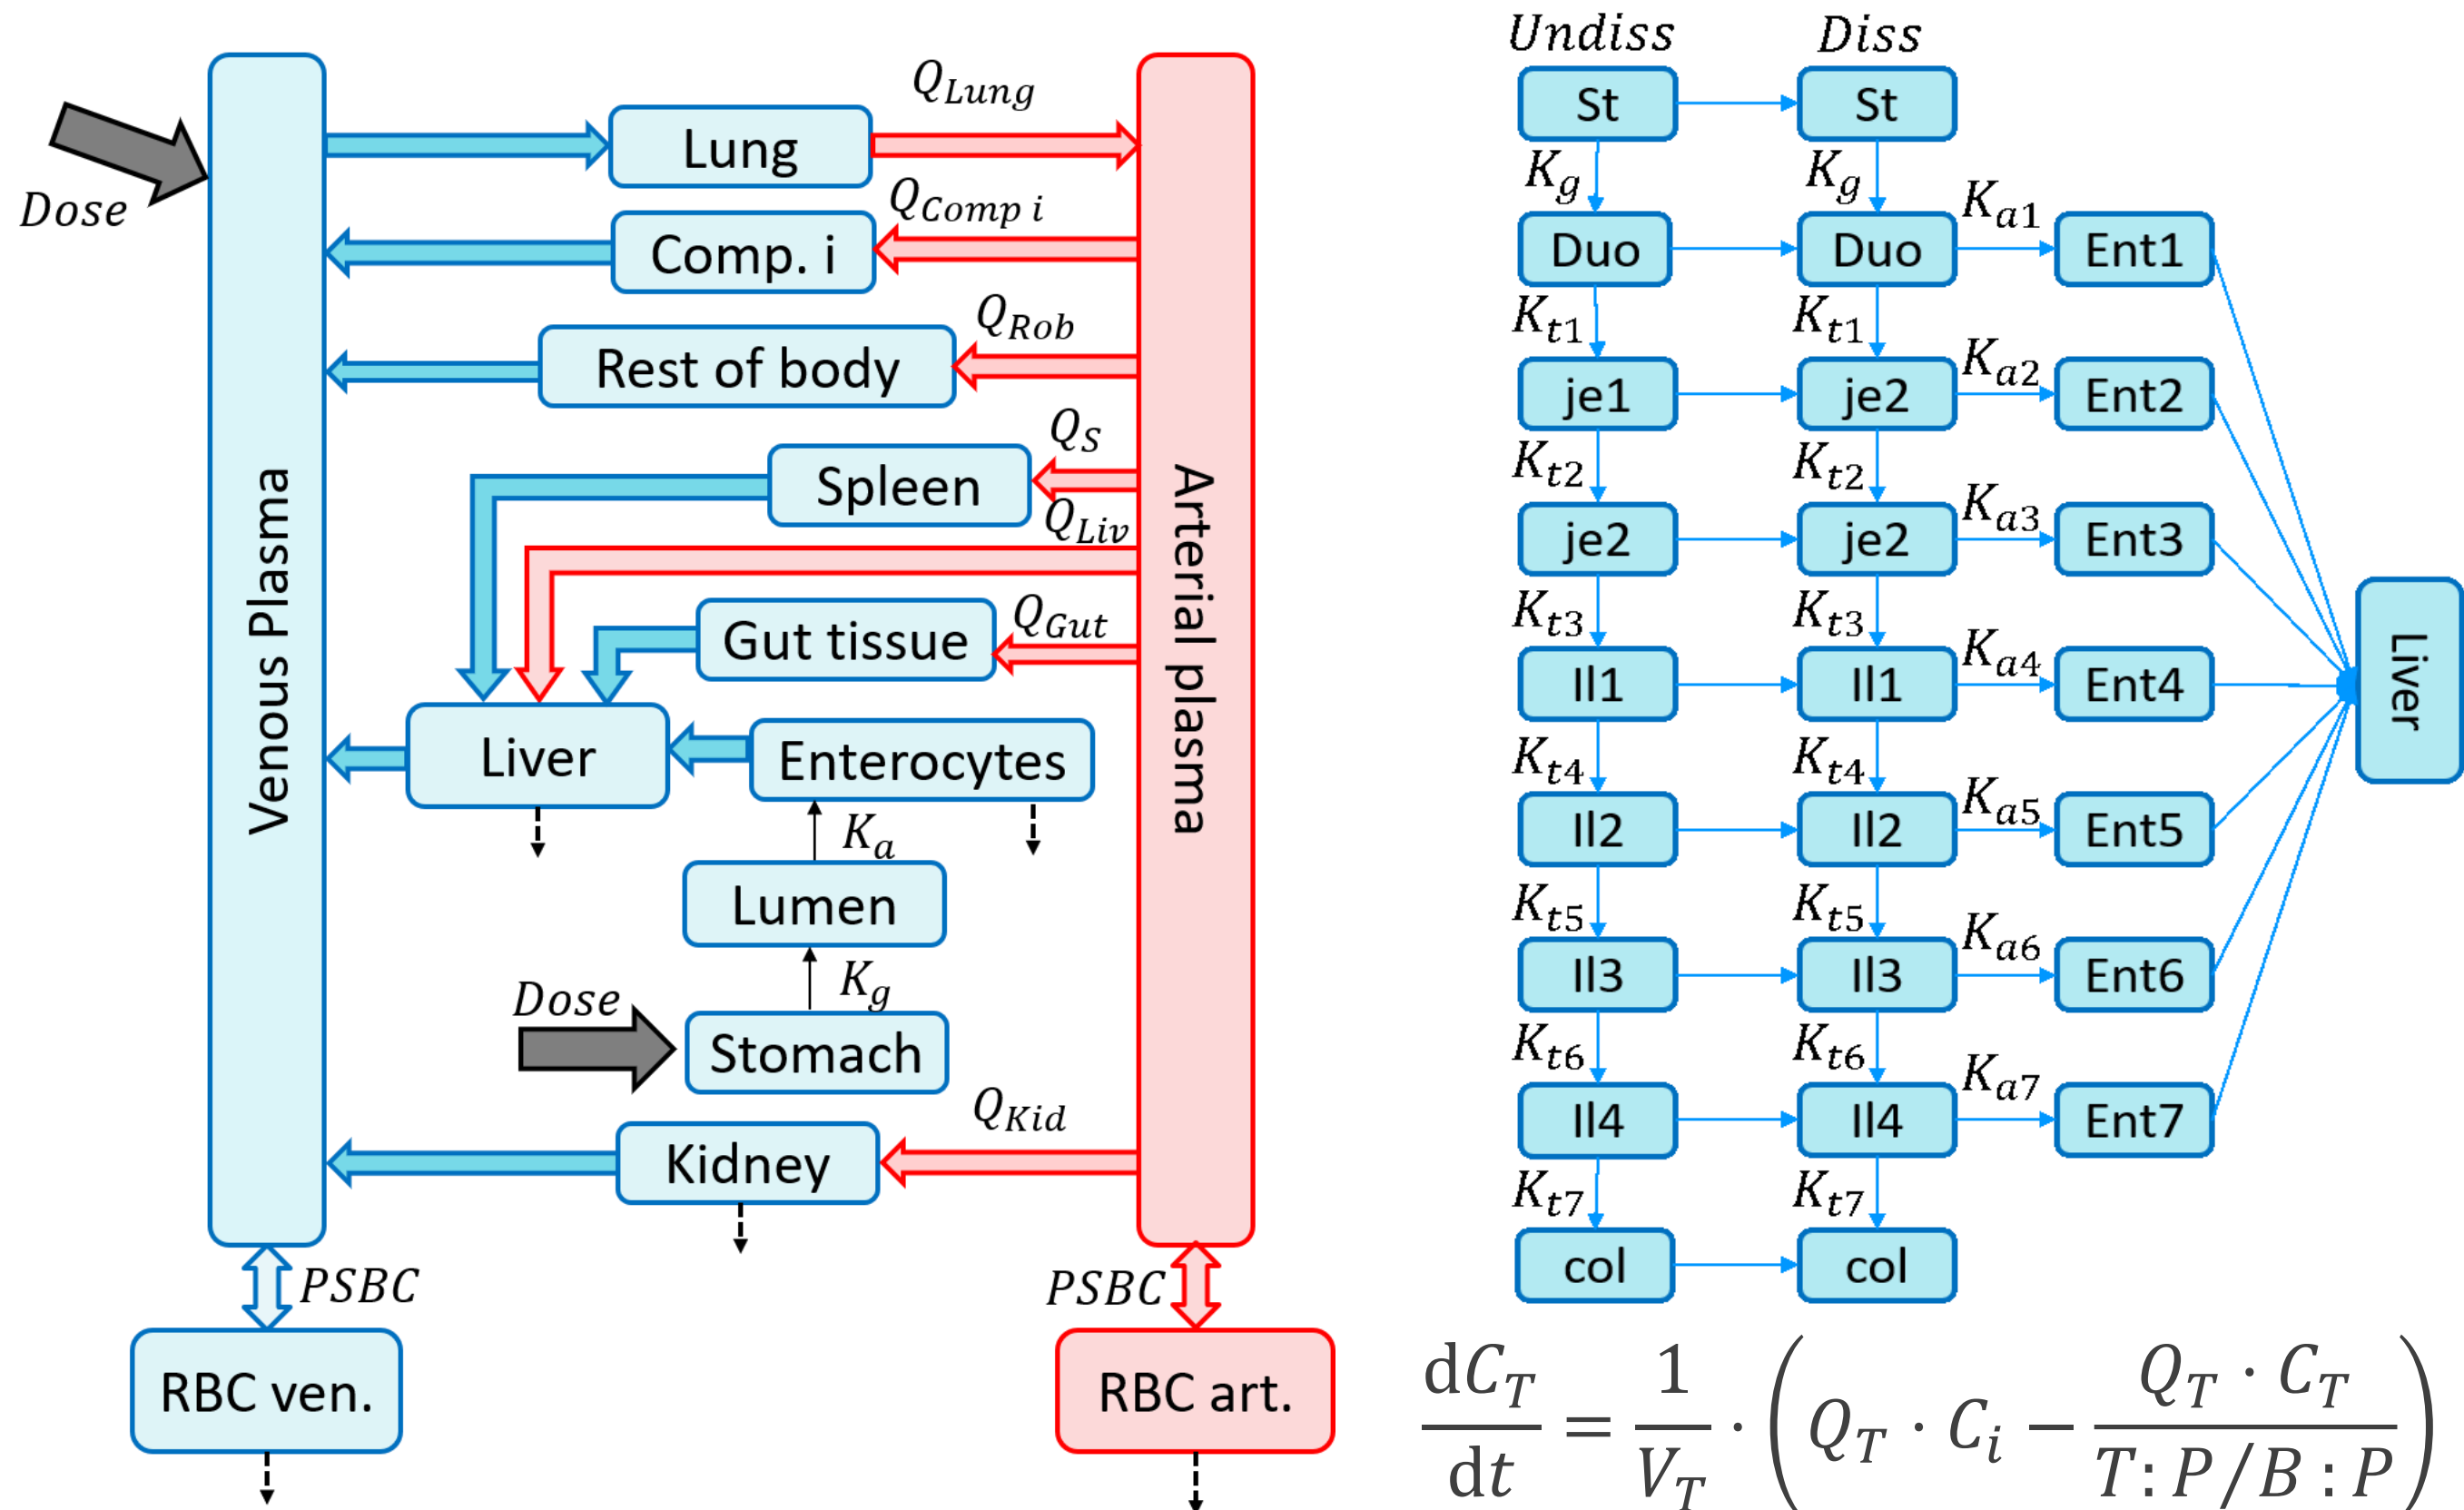 Dose
Venous Plasma
Lung
Q_Lung
Comp. i
Q_Comp i
Rest of body
Q_Rob
Spleen
Q_S
Q_Liv
Gut tissue
Q_Gut
Liver
Enterocytes
K_a
Lumen
K_g
Dose
Stomach
Kidney
Q_Kid
Arterial plasma
PSBC
PSBC
RBC ven.
RBC art.
Undiss Diss
St St
K_g K_g
Duo Duo K_a1 Ent1
K_t1 K_t1
je1 je2 K_a2 Ent2
K_t2 K_t2
je2 je2 K_a3 Ent3
K_t3 K_t3
Il1 Il1 K_a4 Ent4
Liver
K_t4 K_t4
Il2 Il2 K_a5 Ent5
K_t5 K_t5
Il3 Il3 K_a6 Ent6
K_t6 K_t6
Il4 Il4 K_a7 Ent7
K_t7 K_t7
col col
dC_T/dt = 1/V_T · (Q_T · C_i − Q_T · C_T / T:P/B:P)